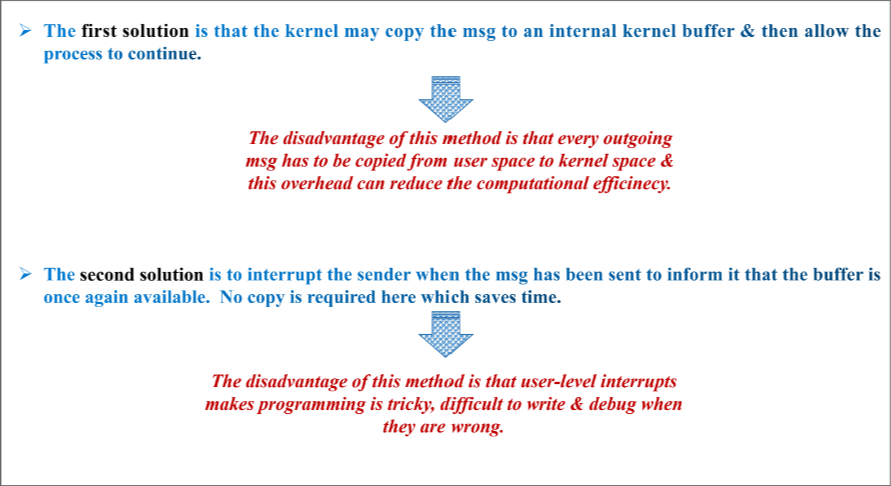 ➢ The first solution is that the kernel may copy the msg to an internal kernel buffer & then allow the
process to continue.
The disadvantage of this method is that every outgoing
msg has to be copied from user space to kernel space &
this overhead can reduce the computational efficinecy.
➢ The second solution is to interrupt the sender when the msg has been sent to inform it that the buffer is
once again available. No copy is required here which saves time.
The disadvantage of this method is that user-level interrupts
makes programming is tricky, difficult to write & debug when
they are wrong.